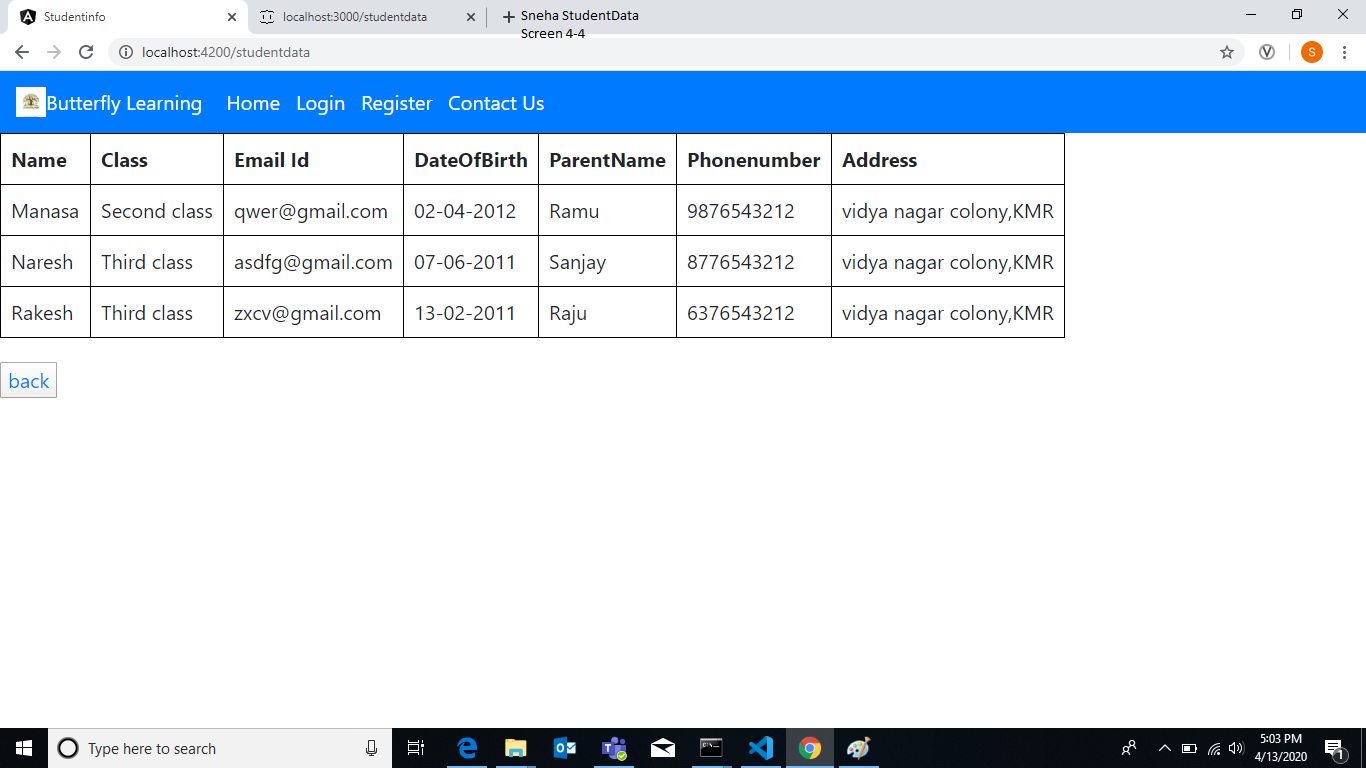 Studentinfo
localhost:3000/studentdata
Sneha StudentData
Screen 4-4
localhost:4200/studentdata
S
Butterfly Learning Home Login Register Contact Us
Name Class Email Id DateOfBirth ParentName Phonenumber Address
Manasa Second class qwer@gmail.com 02-04-2012 Ramu 9876543212 vidya nagar colony,KMR
Naresh Third class asdfg@gmail.com 07-06-2011 Sanjay 8776543212 vidya nagar colony,KMR
Rakesh Third class zxcv@gmail.com 13-02-2011 Raju 6376543212 vidya nagar colony,KMR
back
Type here to search
5:03 PM
4/13/2020
1